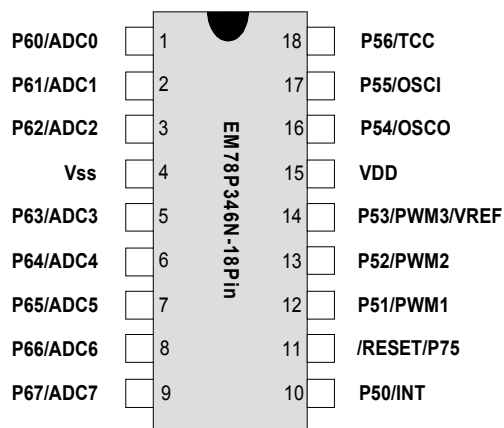 P60/ADC0 1 18 P56/TCC
P61/ADC1 2 17 P55/OSCI
P62/ADC2 3 16 P54/OSCO
Vss 4 15 VDD
P63/ADC3 5 14 P53/PWM3/VREF
P64/ADC4 6 13 P52/PWM2
P65/ADC5 7 12 P51/PWM1
P66/ADC6 8 11 /RESET/P75
P67/ADC7 9 10 P50/INT
EM78P346N-18Pin